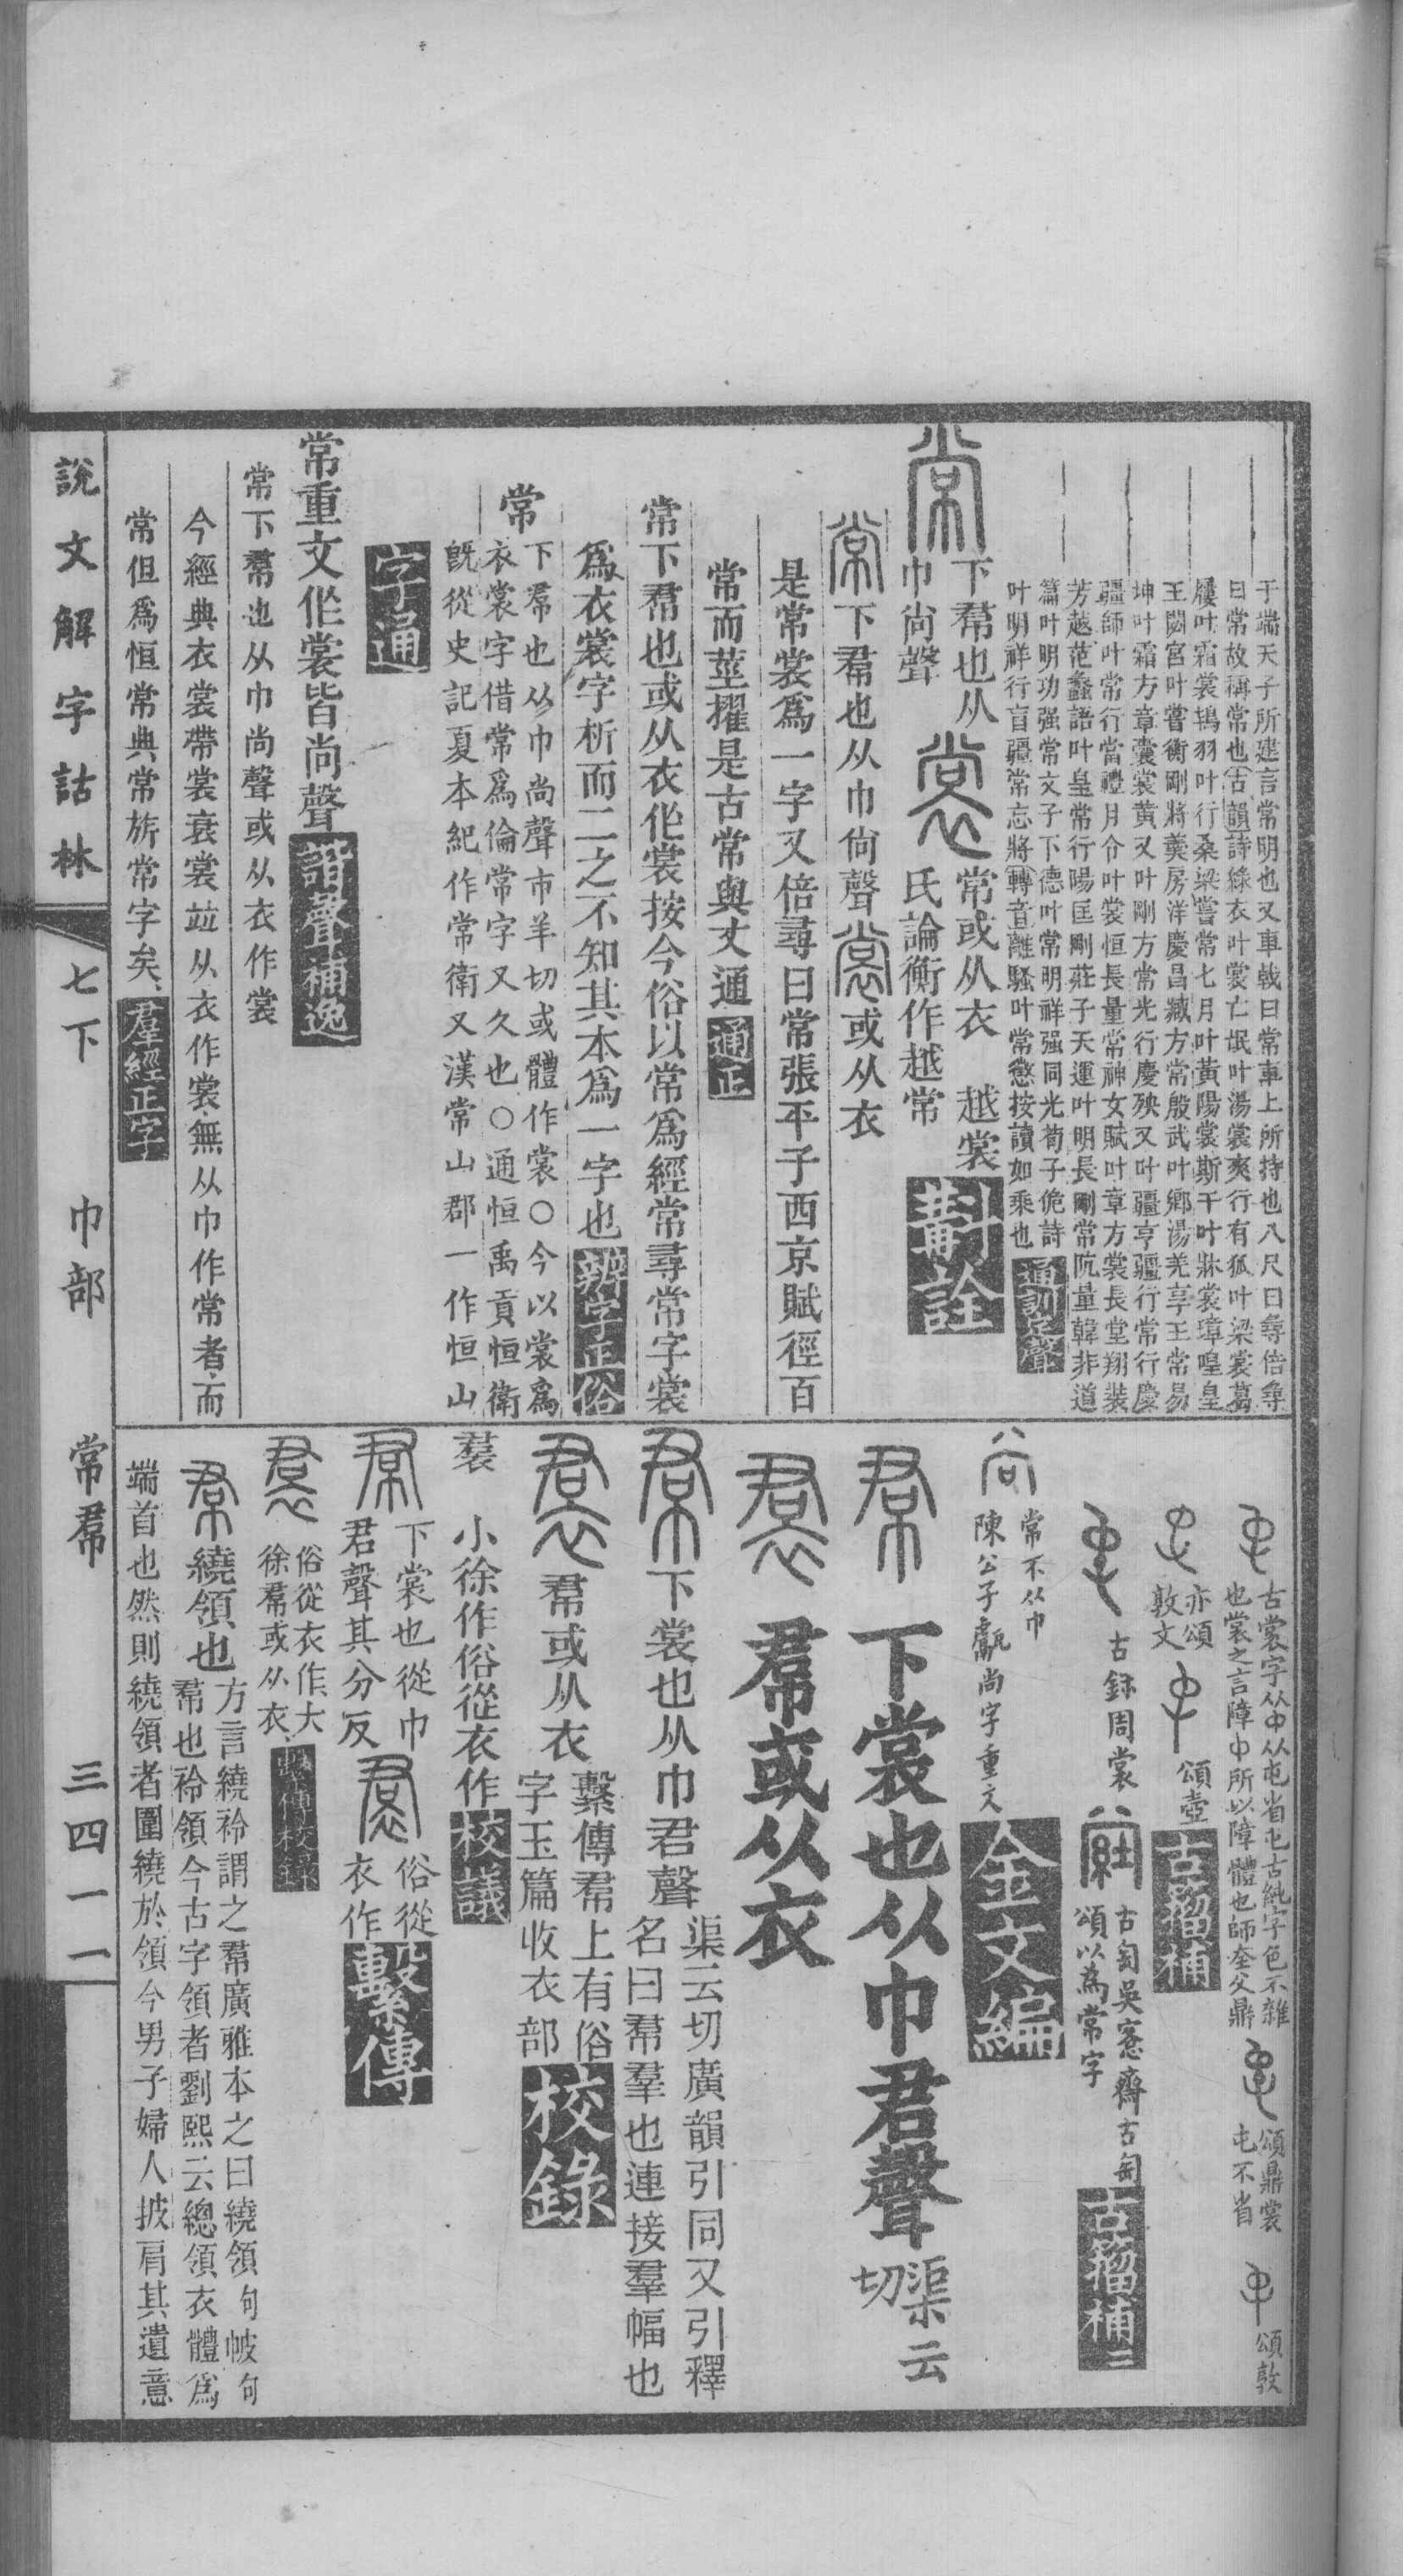 于端天子所建言常明也又車戟曰常車上所持也八尺曰尋倍尋
曰常故稱常也古韻詩綠衣叶裳亡氓叶湯裳爽行有狐叶梁裳葛
屨叶霜裳鴇羽叶行桑粱嘗常七月叶黃陽裳斯干叶牀裳璋喤皇
王閟宮叶嘗衡剛將羹房洋慶昌臧方常殷武叶鄉湯羌享王常易
坤叶霜方章囊裳黃又叶剛方常光行慶殃又叶疆亨疆行常行慶
疆師叶常行當禮月令叶裳恒長量常神女賦叶章方裳長堂翔裝
芳越范蠡語叶皇常行陽匡剛莊子天運叶明長剛常阬量韓非道
篇叶明功强常文子下德叶常明祥强同光荀子佹詩
叶明祥行盲疆常忘將轉音離騷叶常懲按讀如乘也 通訓定聲
常 下帬也从巾尚聲 裳 常或从衣 越裳氏論衡作越常 斠詮
常 下帬也从巾尙聲 裳 或从衣
是常裳爲一字又倍尋曰常張平子西京賦徑百
常而莖擢是古常與丈通 通正
常下帬也或从衣作裳按今俗以常爲經常尋常字裳
爲衣裳字析而二之不知其本爲一字也 辨字正俗
常 下帬也从巾尚聲市羊切或體作裳○今以裳爲
衣裳字借常爲倫常字又久也○通恒禹貢恒衛
旣從史記夏本紀作常衛又漢常山郡一作恒山
字通
常重文作裳皆尚聲 諧聲補逸
常下帬也从巾尚聲或从衣作裳
今經典衣裳帶裳衰裳竝从衣作裳無从巾作常者而
常但爲恒常典常旂常字矣 羣經正字
古裳字从巾从屯省屯古純字色不雜
也裳之言障巾所以障體也師奎父鼎
頌鼎裳屯不省
頌敦
亦頌敦文
頌壺 古籀補
古鉢周裳
古匋吳愙齋古匋
頌以爲常字 古籀補二
常不从巾
陳公子甗尚字重文 金文編
帬 下裳也从巾君聲 渠云切
裠 帬或从衣
帬 下裳也从巾君聲 渠云切廣韻引同又引釋
名曰帬羣也連接羣幅也
裠 帬或从衣 繫傳帬上有俗
字玉篇收衣部 校錄
裠 小徐作俗從衣作 校議
帬 下裳也從巾君聲其分反 裠 俗從衣作 繫傳
裠 俗從衣作大
徐帬或从衣 繫傳校錄
帬 繞領也 方言繞衿謂之帬廣雅本之曰繞領句帔句
帬也衿領今古字領者劉熙云總領衣體爲
端首也然則繞領者圍繞於領今男子婦人披肩其遺意
說文解字詁林 七下 巾部 常帬 三四一一